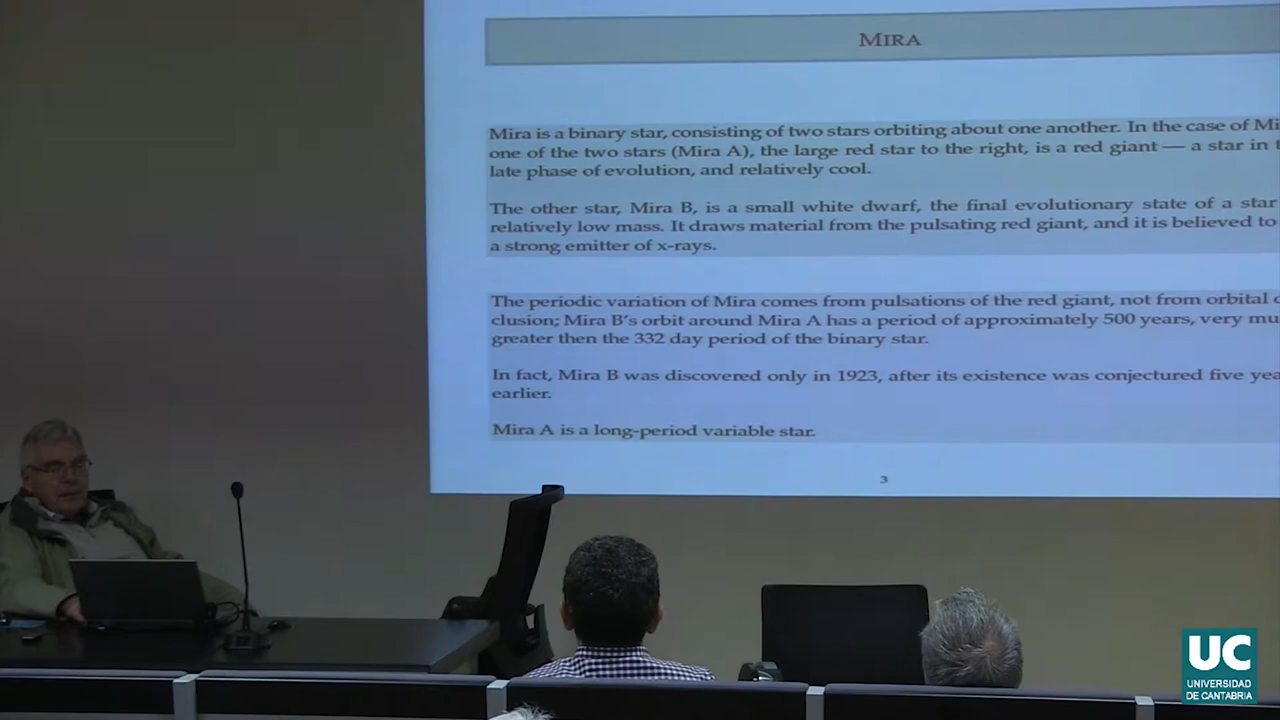 MIRA
Mira is a binary star, consisting of two stars orbiting about one another. In the case of Mi
one of the two stars (Mira A), the large red star to the right, is a red giant — a star in t
late phase of evolution, and relatively cool.
The other star, Mira B, is a small white dwarf, the final evolutionary state of a star
relatively low mass. It draws material from the pulsating red giant, and it is believed to
a strong emitter of x-rays.
The periodic variation of Mira comes from pulsations of the red giant, not from orbital
clusion; Mira B's orbit around Mira A has a period of approximately 500 years, very mu
greater then the 332 day period of the binary star.
In fact, Mira B was discovered only in 1923, after its existence was conjectured five yea
earlier.
Mira A is a long-period variable star.
3
UC
UNIVERSIDAD
DE CANTABRIA